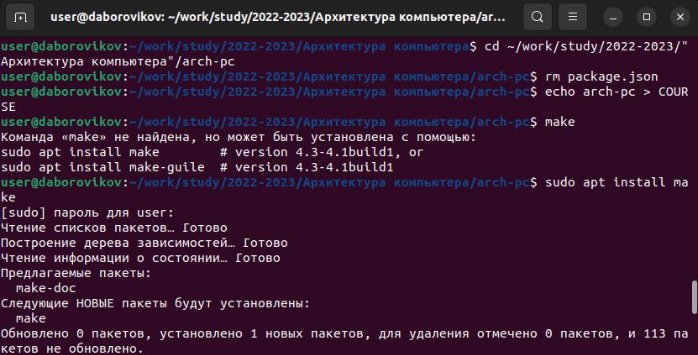 user@daborovikov: ~/work/study/2022-2023/Архитектура компьютера/ar...
user@daborovikov:~/work/study/2022-2023/Архитектура компьютера$ cd ~/work/study/2022-2023/"
Архитектура компьютера"/arch-pc
user@daborovikov:~/work/study/2022-2023/Архитектура компьютера/arch-pc$ rm package.json
user@daborovikov:~/work/study/2022-2023/Архитектура компьютера/arch-pc$ echo arch-pc > COUR
SE
user@daborovikov:~/work/study/2022-2023/Архитектура компьютера/arch-pc$ make
Команда «make» не найдена, но может быть установлена с помощью:
sudo apt install make        # version 4.3-4.1build1, or
sudo apt install make-guile  # version 4.3-4.1build1
user@daborovikov:~/work/study/2022-2023/Архитектура компьютера/arch-pc$ sudo apt install ma
ke
[sudo] пароль для user:
Чтение списков пакетов… Готово
Построение дерева зависимостей… Готово
Чтение информации о состоянии… Готово
Предлагаемые пакеты:
  make-doc
Следующие НОВЫЕ пакеты будут установлены:
  make
Обновлено 0 пакетов, установлено 1 новых пакетов, для удаления отмечено 0 пакетов, и 113 па
кетов не обновлено.